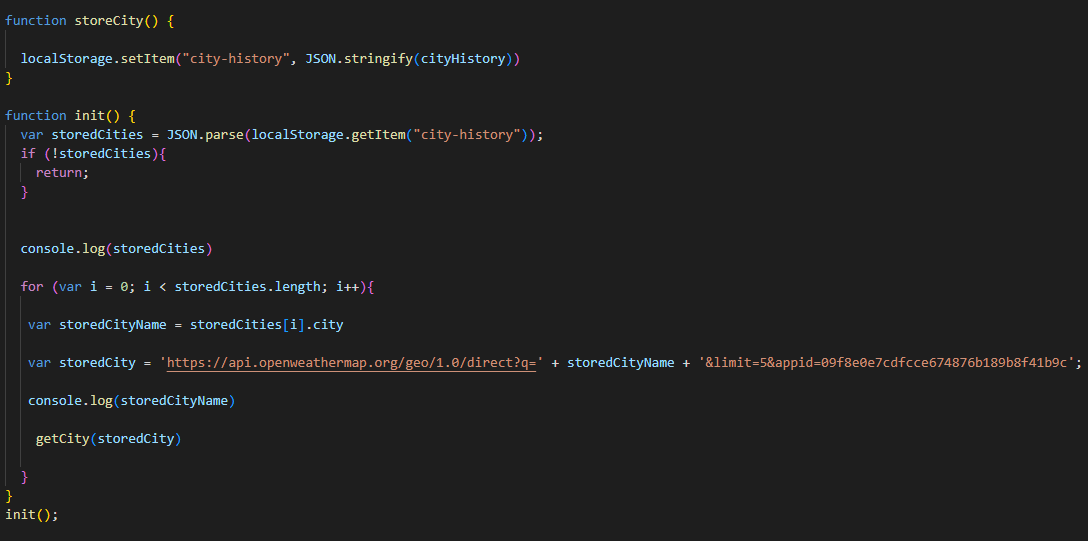 function storeCity() {
localStorage.setItem("city-history", JSON.stringify(cityHistory))
}
function init() {
var storedCities = JSON.parse(localStorage.getItem("city-history"));
if (!storedCities){
return;
}
console.log(storedCities)
for (var i = 0; i < storedCities.length; i++){
var storedCityName = storedCities[i].city
var storedCity = 'https://api.openweathermap.org/geo/1.0/direct?q=' + storedCityName + '&limit=5&appid=09f8e0e7cdfcce674876b189b8f41b9c';
console.log(storedCityName)
getCity(storedCity)
}
}
init();